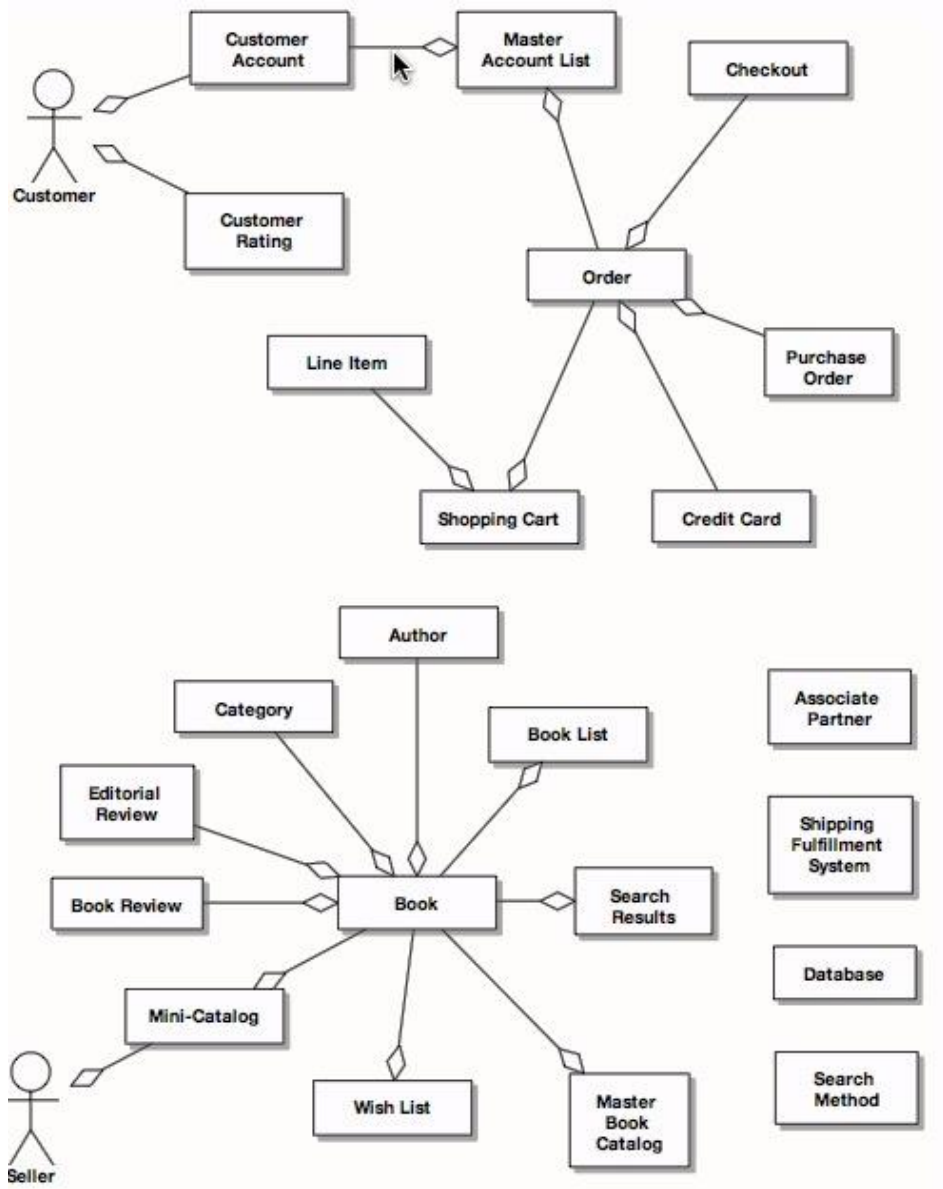 Customer
Account
Master
Account List
Checkout
Customer
Customer
Rating
Order
Line Item
Purchase
Order
Shopping Cart
Credit Card
Author
Category
Book List
Associate
Partner
Editorial
Review
Shipping
Fulfillment
System
Book Review
Book
Search
Results
Database
Mini-Catalog
Seller
Wish List
Master
Book
Catalog
Search
Method